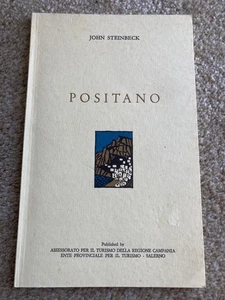 JOHN STEINBECK
POSITANO
Published by
ASSESSORATO PER IL TURISMO DELLA REGIONE CAMPANIA
ENTE PROVINCIALE PER IL TURISMO - SALERNO